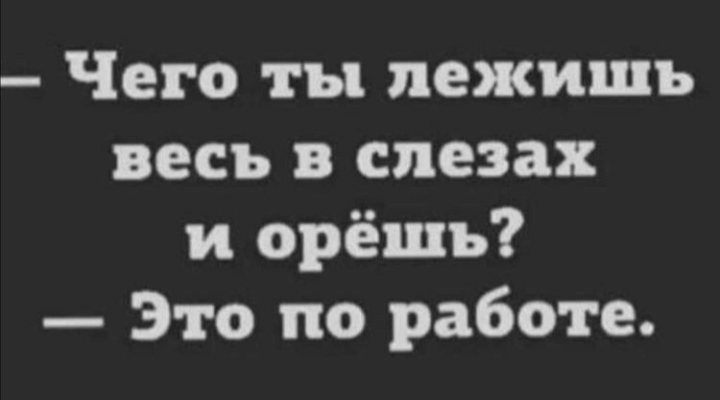 — Чего ты лежишь
весь в слезах
и орёшь?
— Это по работе.